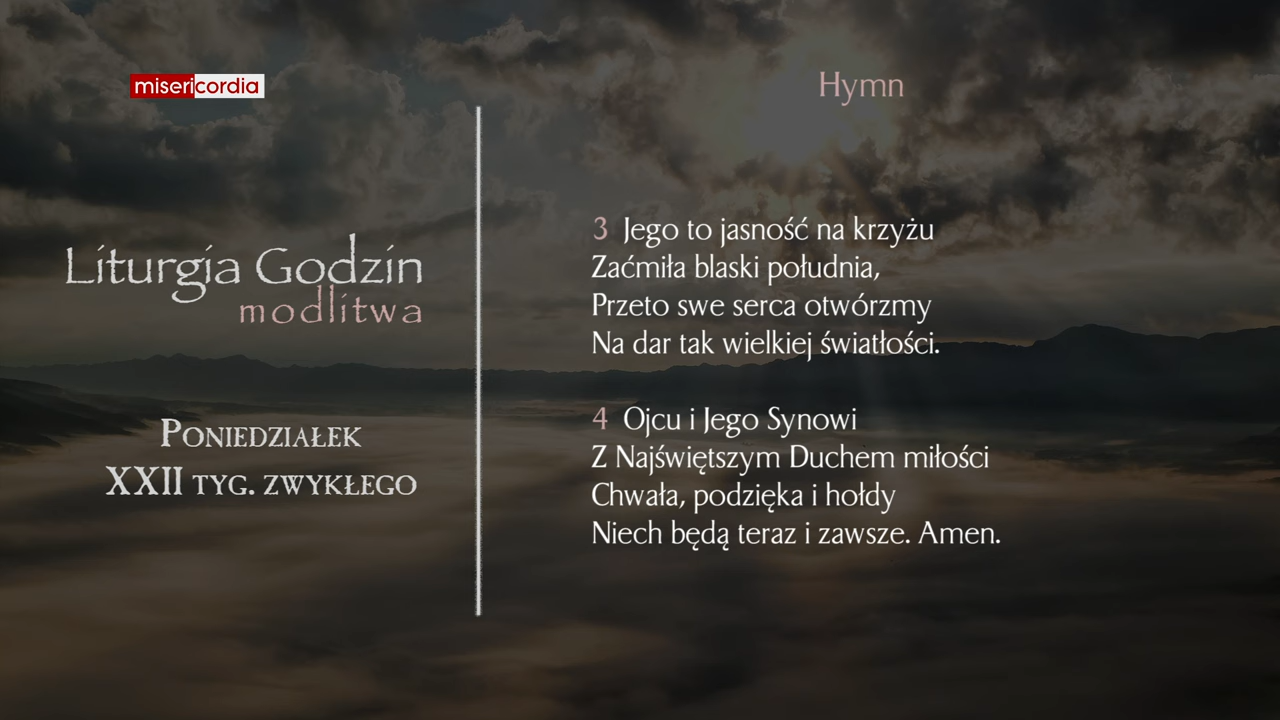 misericordia
Liturgia Godzin
modlitwa
Poniedziałek
XXII tyg. zwykłego
Hymn
3 Jego to jasność na krzyżu
Zaćmiła blaski południa,
Przeto swe serca otwórzmy
Na dar tak wielkiej światłości.
4 Ojcu i Jego Synowi
Z Najświętszym Duchem miłości
Chwała, podzięka i hołdy
Niech będą teraz i zawsze. Amen.